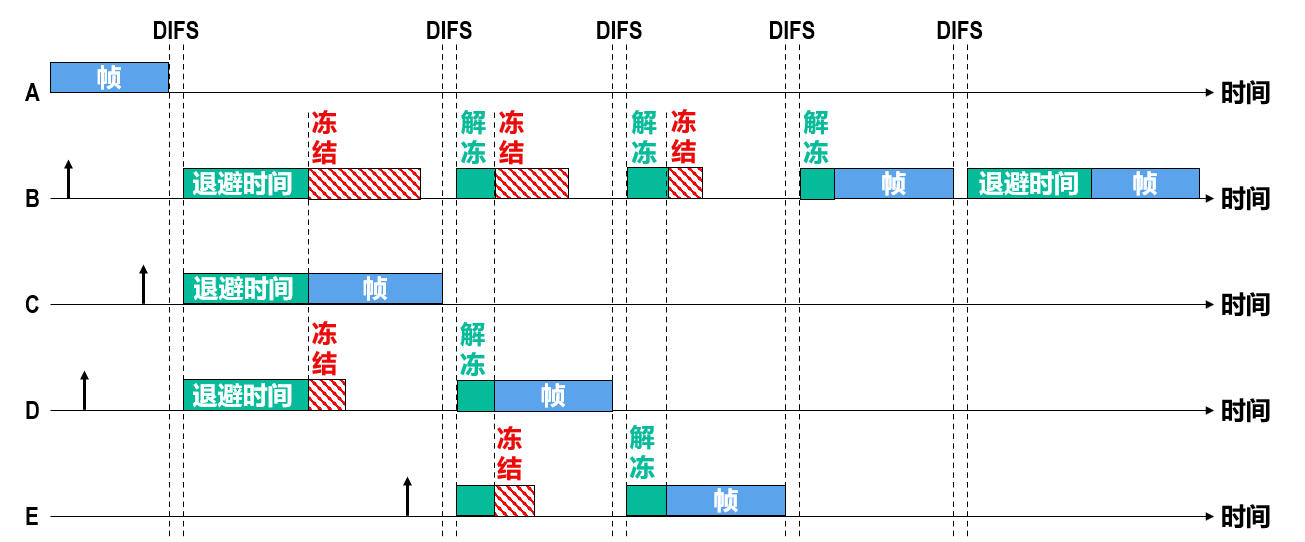 DIFS DIFS DIFS DIFS DIFS
帧
A 时间
冻结 解冻 冻结 解冻 冻结 解冻
退避时间 帧 退避时间 帧
B 时间
退避时间 帧
C 时间
冻结 解冻
退避时间 帧
D 时间
冻结 解冻
帧
E 时间